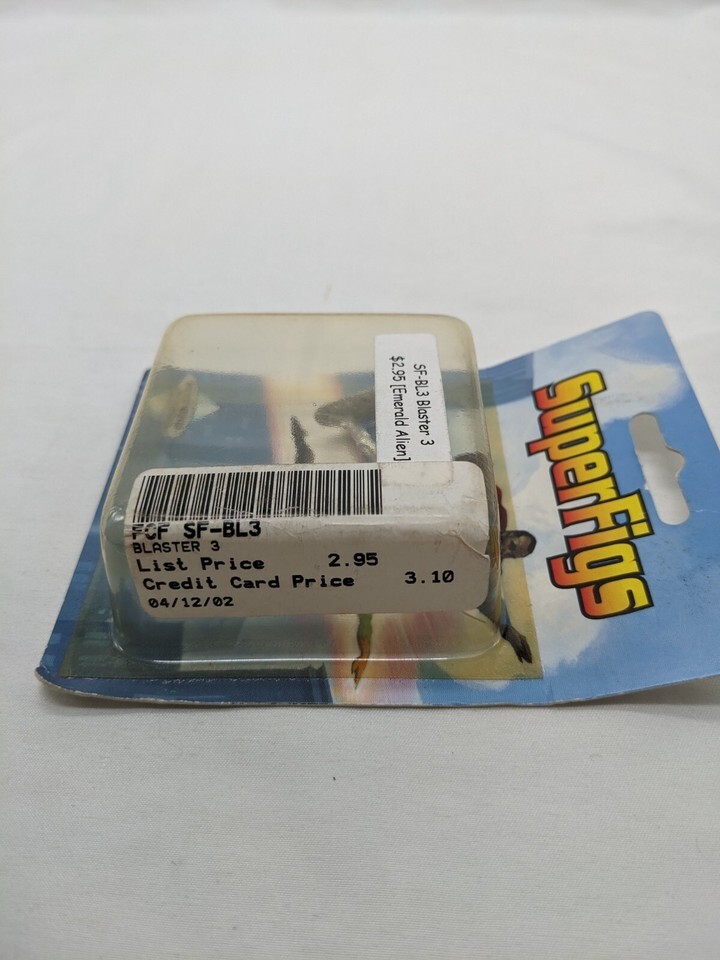 SF-BL3 Blaster 3
$2.95 [Emerald Alien]
SuperFigs
FCF SF-BL3
BLASTER 3
List Price 2.95
Credit Card Price 3.10
04/12/02